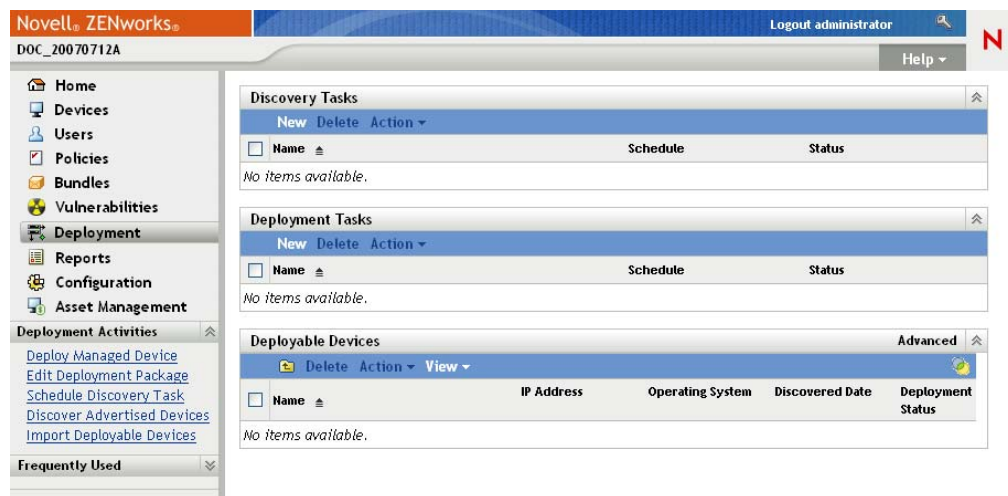 Novell® ZENworks®
Logout administrator
N
DOC_20070712A
Help
Home
Devices
Users
Policies
Bundles
Vulnerabilities
Deployment
Reports
Configuration
Asset Management
Deployment Activities
Deploy Managed Device
Edit Deployment Package
Schedule Discovery Task
Discover Advertised Devices
Import Deployable Devices
Frequently Used
Discovery Tasks
New Delete Action
Name Schedule Status
No items available.
Deployment Tasks
New Delete Action
Name Schedule Status
No items available.
Deployable Devices Advanced
Delete Action View
Name IP Address Operating System Discovered Date Deployment
Status
No items available.